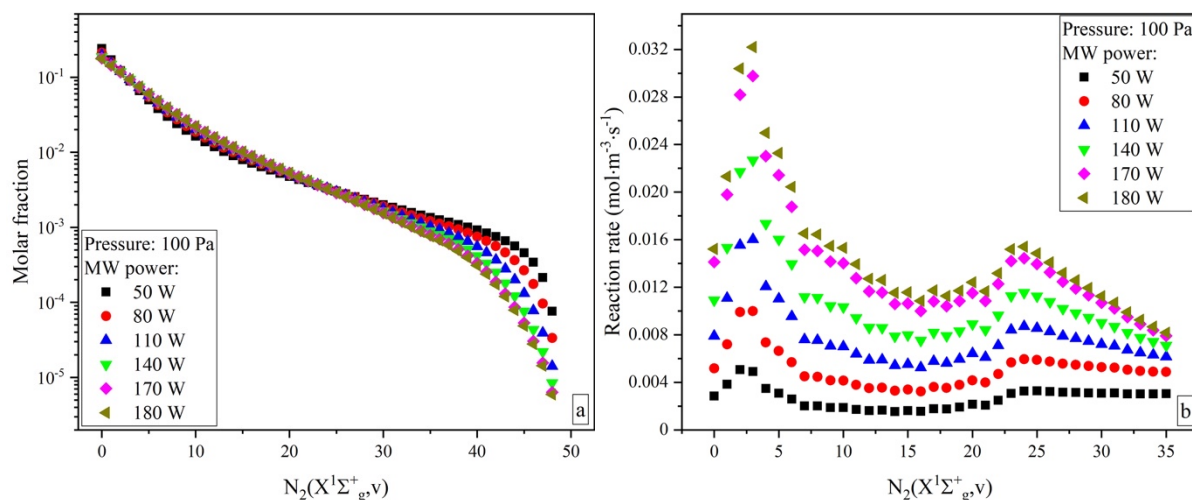 Molar fraction
10⁻¹
10⁻²
10⁻³
10⁻⁴
10⁻⁵
Pressure: 100 Pa
MW power:
50 W
80 W
110 W
140 W
170 W
180 W
a
0 10 20 30 40 50
N₂(X¹Σ⁺g,v)
Reaction rate (mol·m⁻³·s⁻¹)
0.032
0.028
0.024
0.020
0.016
0.012
0.008
0.004
0
Pressure: 100 Pa
MW power:
50 W
80 W
110 W
140 W
170 W
180 W
b
0 5 10 15 20 25 30 35
N₂(X¹Σ⁺g,v)